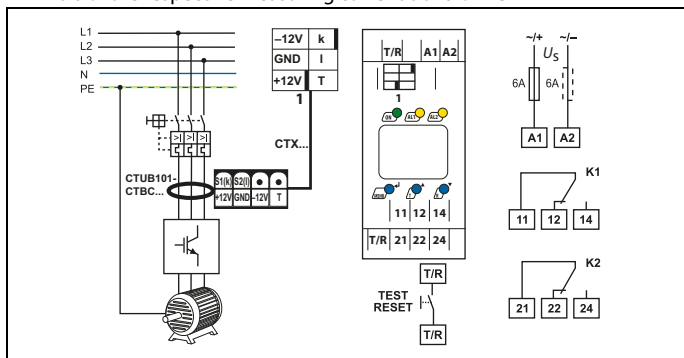 L1
L2
L3
N
PE
CTUB101-
CTBC...
S1(k) S2(l)
+12V GND –12V T
–12V k
GND l
+12V T
1
CTX...
T/R A1 A2
1
ON AL1 AL2
MENU T R
11 12 14
T/R 21 22 24
T/R
TEST
RESET
T/R
~/+ ~/–
US
6A 6A
A1 A2
K1
11 12 14
K2
21 22 24